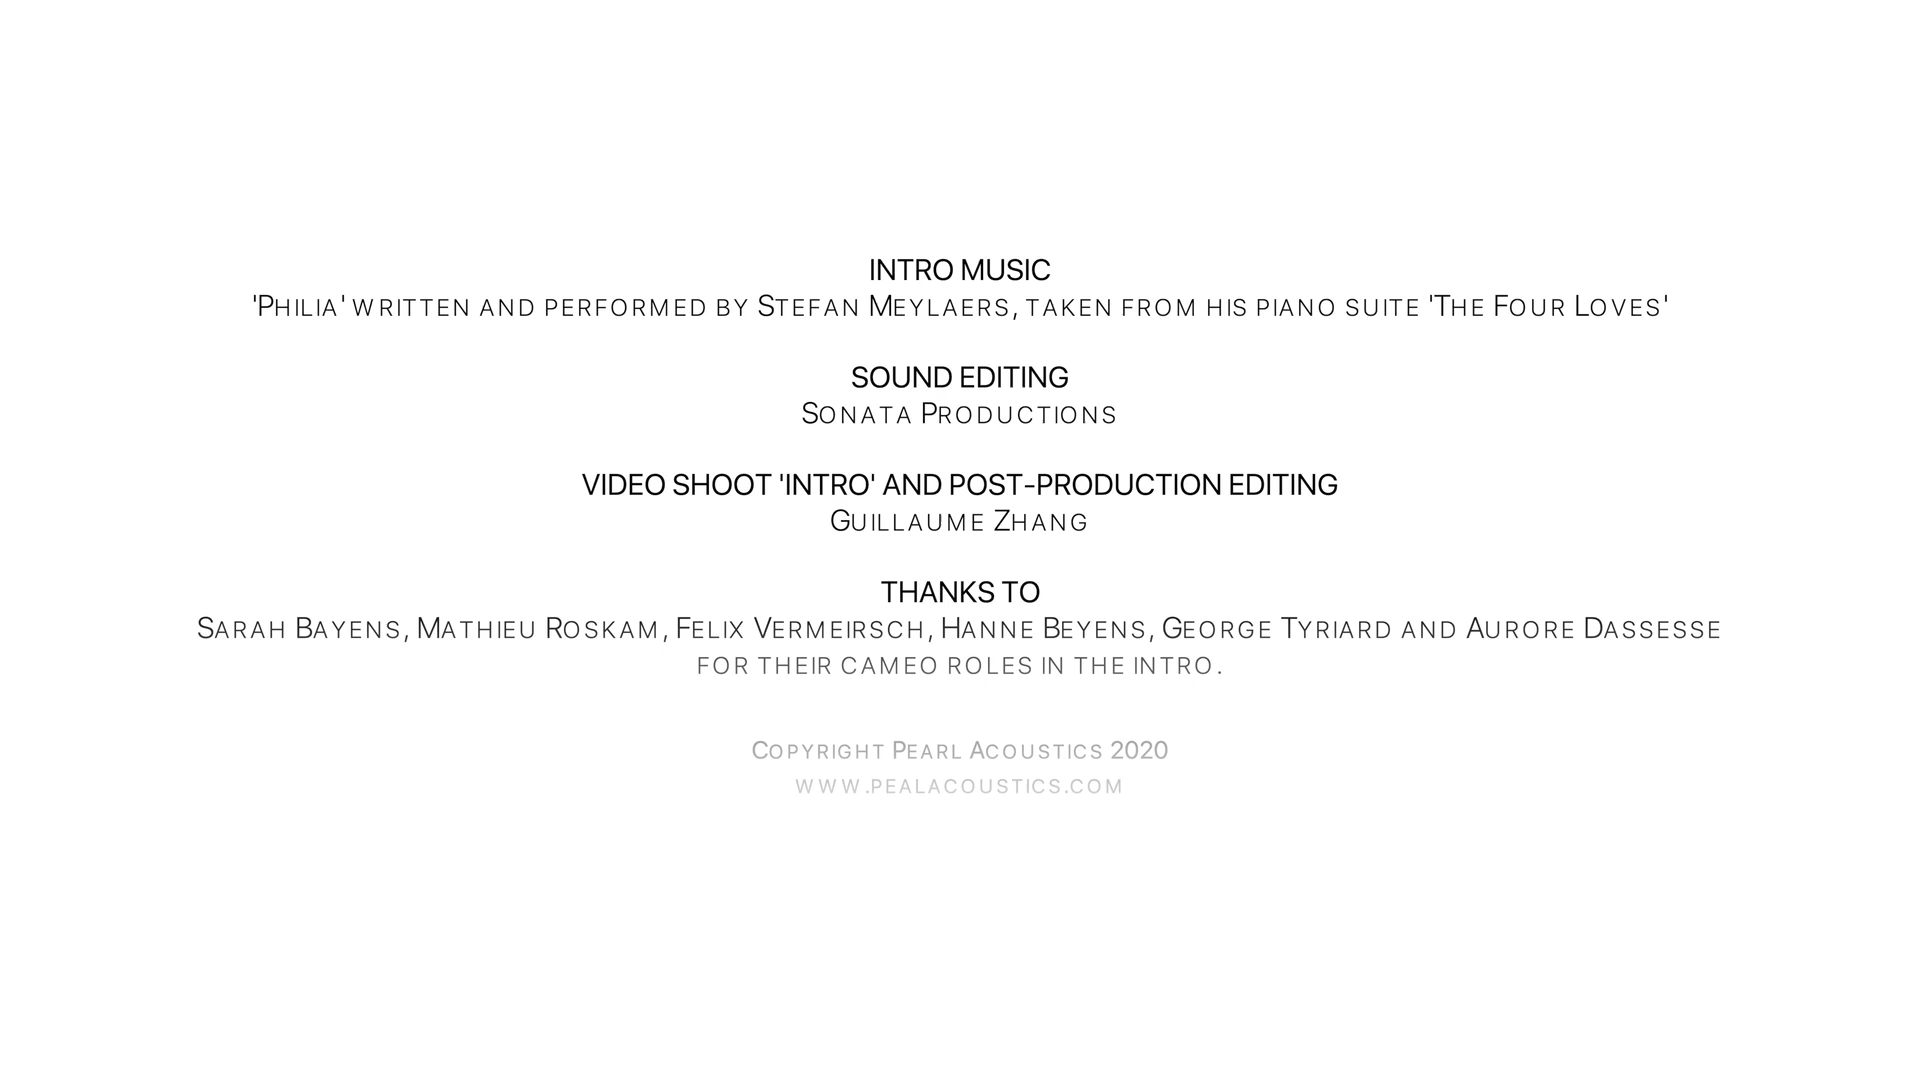 INTRO MUSIC
'Philia' written and performed by Stefan Meylaers, taken from his piano suite 'The Four Loves'
SOUND EDITING
Sonata Productions
VIDEO SHOOT 'INTRO' AND POST-PRODUCTION EDITING
Guillaume Zhang
THANKS TO
Sarah Bayens, Mathieu Roskam, Felix Vermeirsch, Hanne Beyens, George Tyriard and Aurore Dassesse
for their cameo roles in the intro.
Copyright Pearl Acoustics 2020
www.pealacoustics.com